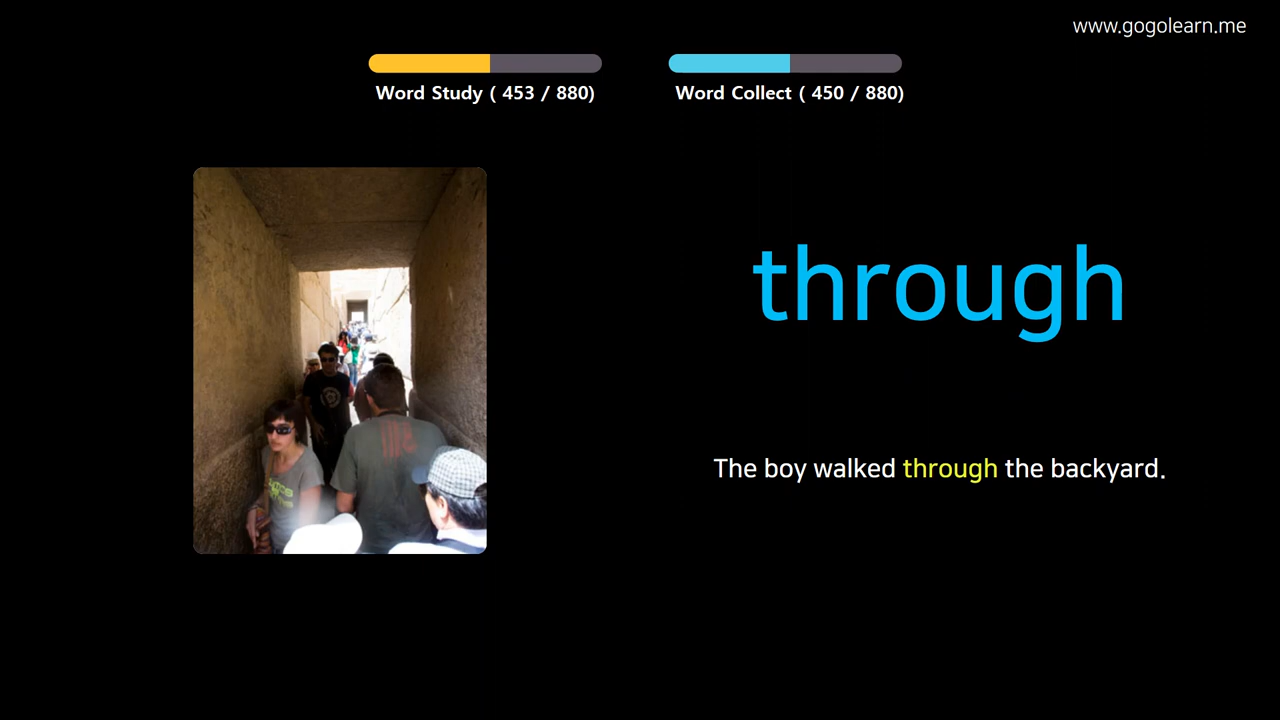 www.gogolearn.me
Word Study ( 453 / 880)
Word Collect ( 450 / 880)
through
The boy walked through the backyard.